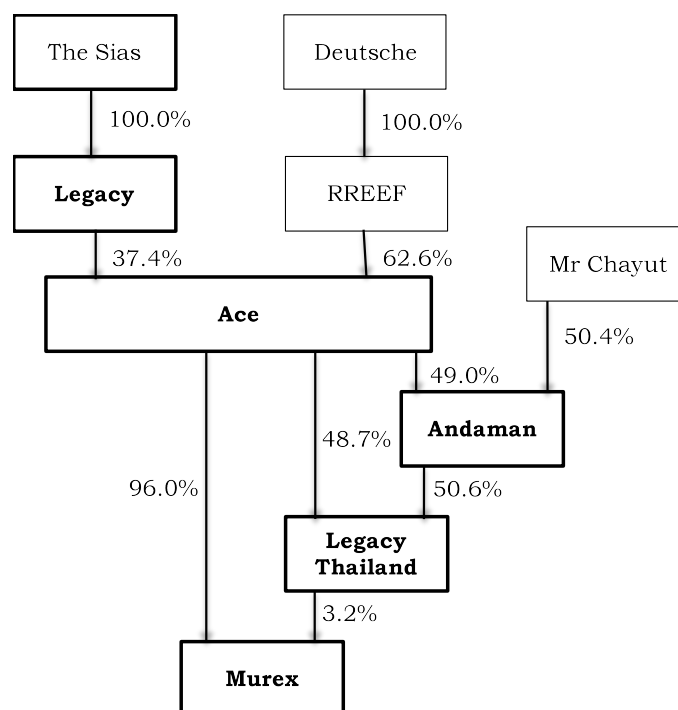 The Sias
Deutsche
100.0%
100.0%
Legacy
RREEF
37.4%
62.6%
Mr Chayut
Ace
50.4%
49.0%
Andaman
48.7%
96.0%
50.6%
Legacy
Thailand
3.2%
Murex